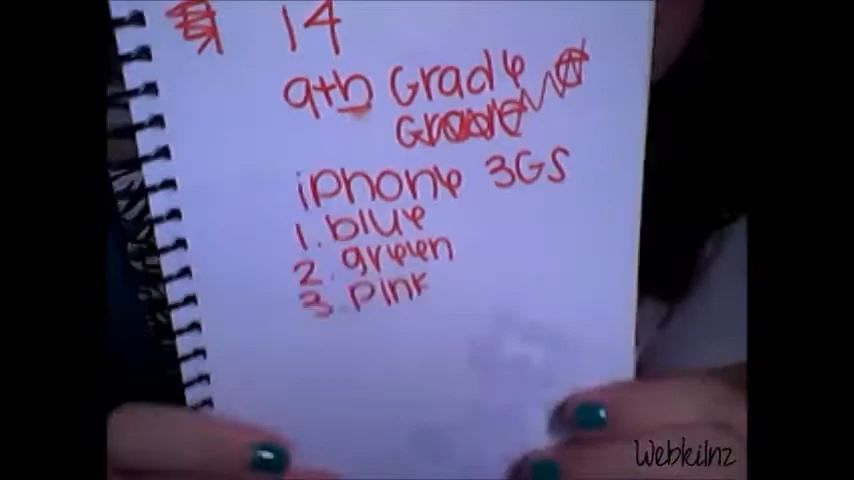 14
9th Grade
Grade
iPhone 3GS
1. blue
2. green
3. Pink
Webkilnz